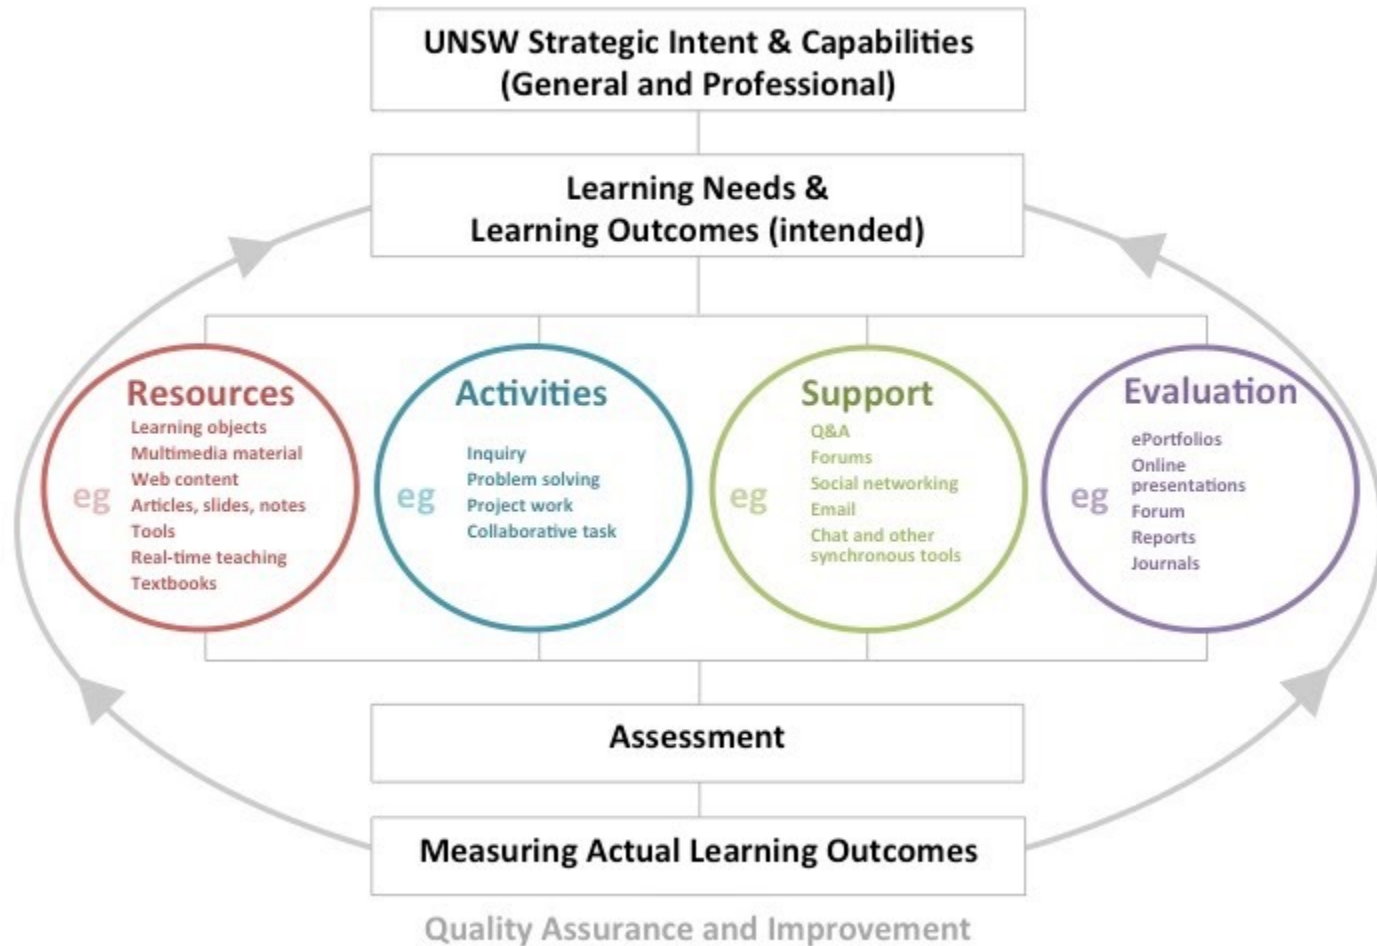 UNSW Strategic Intent & Capabilities
(General and Professional)
Learning Needs &
Learning Outcomes (intended)
Resources
eg
Learning objects
Multimedia material
Web content
Articles, slides, notes
Tools
Real-time teaching
Textbooks
Activities
eg
Inquiry
Problem solving
Project work
Collaborative task
Support
eg
Q&A
Forums
Social networking
Email
Chat and other
synchronous tools
Evaluation
eg
ePortfolios
Online
presentations
Forum
Reports
Journals
Assessment
Measuring Actual Learning Outcomes
Quality Assurance and Improvement